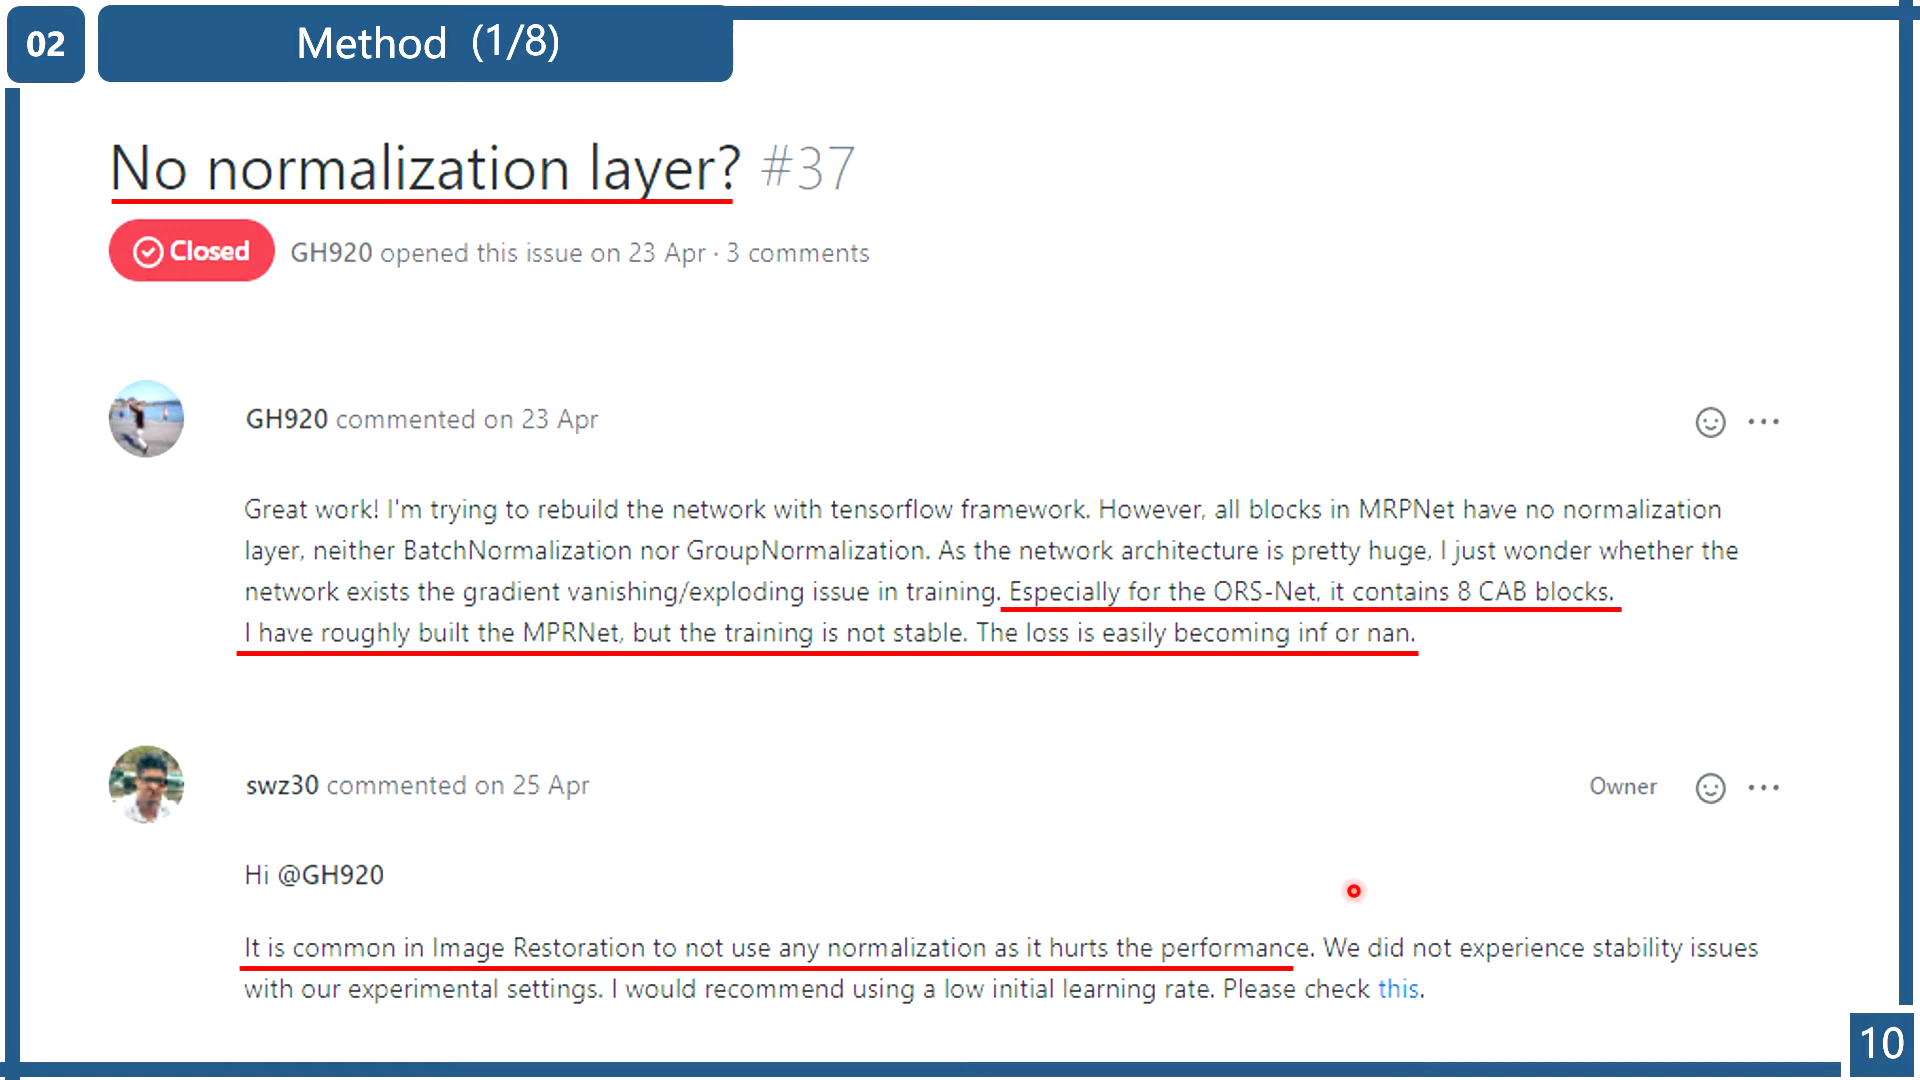 02
Method (1/8)
No normalization layer? #37
Closed
GH920 opened this issue on 23 Apr · 3 comments
GH920 commented on 23 Apr
Great work! I'm trying to rebuild the network with tensorflow framework. However, all blocks in MRPNet have no normalization
layer, neither BatchNormalization nor GroupNormalization. As the network architecture is pretty huge, I just wonder whether the
network exists the gradient vanishing/exploding issue in training. Especially for the ORS-Net, it contains 8 CAB blocks.
I have roughly built the MPRNet, but the training is not stable. The loss is easily becoming inf or nan.
swz30 commented on 25 Apr
Owner
Hi @GH920
It is common in Image Restoration to not use any normalization as it hurts the performance. We did not experience stability issues
with our experimental settings. I would recommend using a low initial learning rate. Please check this.
10